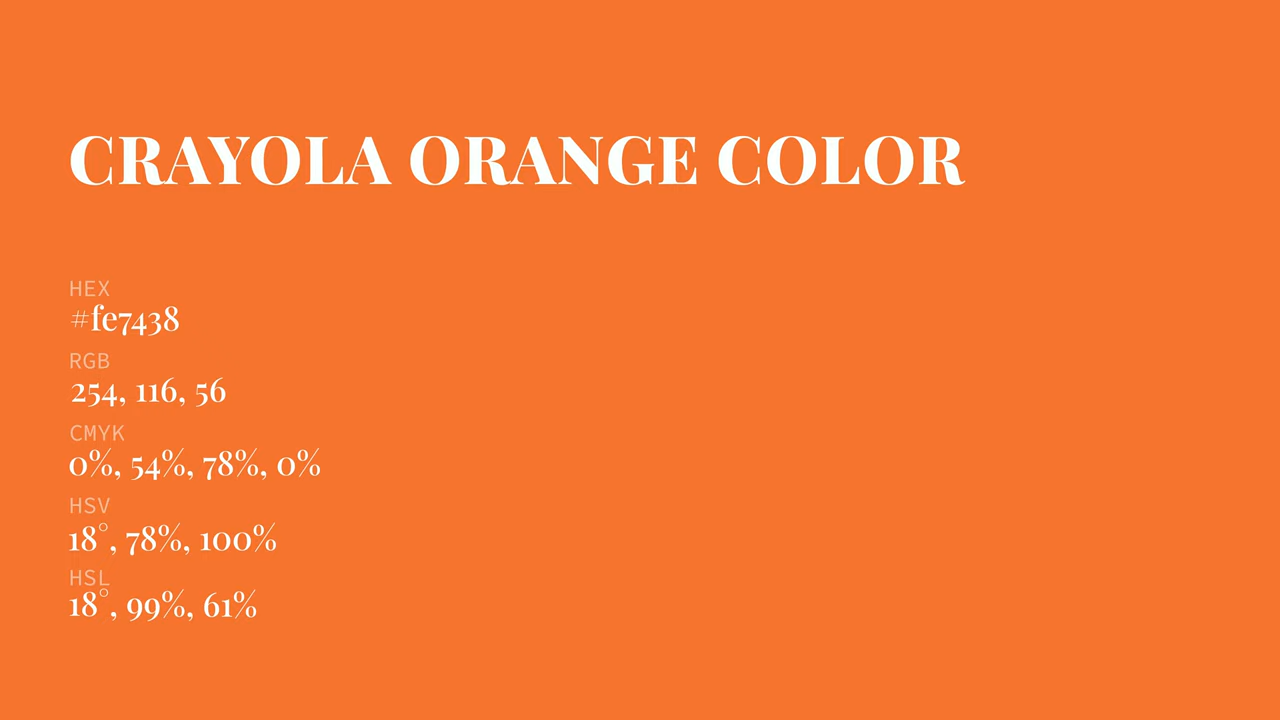 CRAYOLA ORANGE COLOR
HEX
#fe7438
RGB
254, 116, 56
CMYK
0%, 54%, 78%, 0%
HSV
18°, 78%, 100%
HSL
18°, 99%, 61%